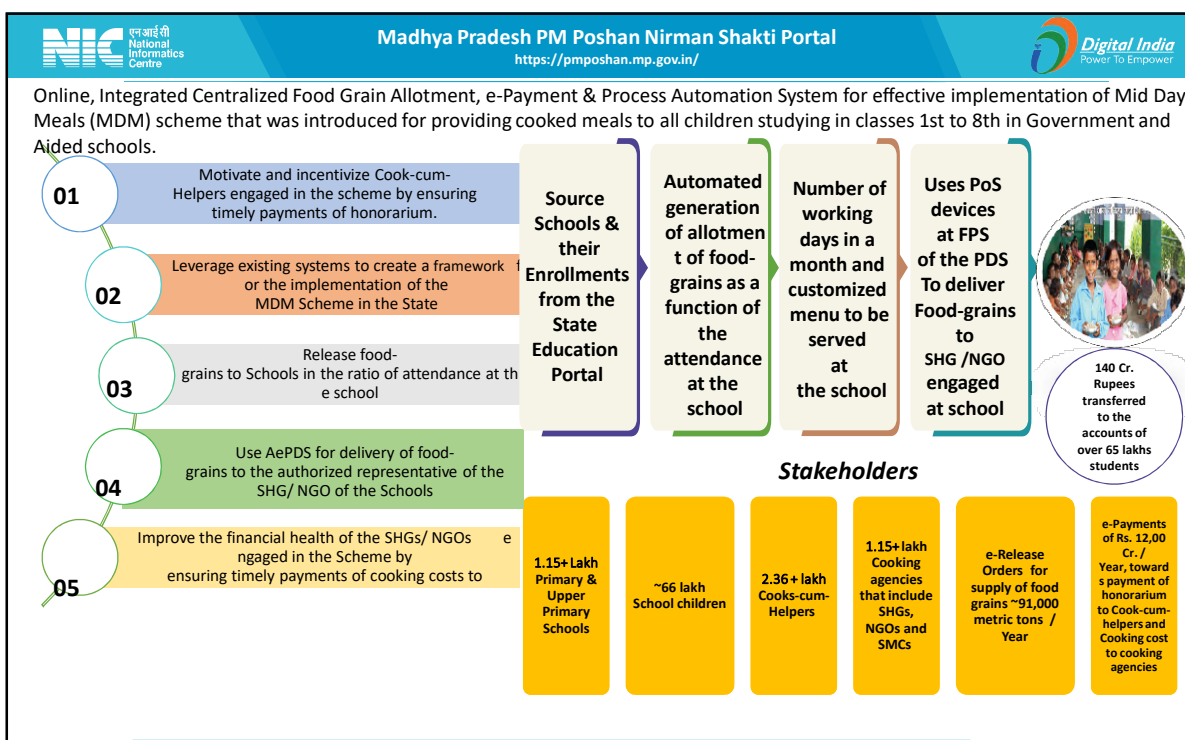 NIC
एन आई सी
National
Informatics
Centre
Madhya Pradesh PM Poshan Nirman Shakti Portal
https://pmposhan.mp.gov.in/
Digital India
Power To Empower
Online, Integrated Centralized Food Grain Allotment, e-Payment & Process Automation System for effective implementation of Mid Day
Meals (MDM) scheme that was introduced for providing cooked meals to all children studying in classes 1st to 8th in Government and
Aided schools.
01
Motivate and incentivize Cook-cum-
Helpers engaged in the scheme by ensuring
timely payments of honorarium.
02
Leverage existing systems to create a framework f
or the implementation of the
MDM Scheme in the State
03
Release food-
grains to Schools in the ratio of attendance at th
e school
04
Use AePDS for delivery of food-
grains to the authorized representative of the
SHG/ NGO of the Schools
05
Improve the financial health of the SHGs/ NGOs e
ngaged in the Scheme by
ensuring timely payments of cooking costs to
Source
Schools &
their
Enrollments
from the
State
Education
Portal
Automated
generation
of allotmen
t of food-
grains as a
function of
the
attendance
at the
school
Number of
working
days in a
month and
customized
menu to be
served
at
the school
Uses PoS
devices
at FPS
of the PDS
To deliver
Food-grains
to
SHG /NGO
engaged
at school
140 Cr.
Rupees
transferred
to the
accounts of
over 65 lakhs
students
Stakeholders
1.15+ Lakh
Primary &
Upper
Primary
Schools
~66 lakh
School children
2.36 + lakh
Cooks-cum-
Helpers
1.15+ lakh
Cooking
agencies
that include
SHGs,
NGOs and
SMCs
e-Release
Orders for
supply of food
grains ~91,000
metric tons /
Year
e-Payments
of Rs. 12,00
Cr. /
Year, toward
s payment of
honorarium
to Cook-cum-
helpers and
Cooking cost
to cooking
agencies